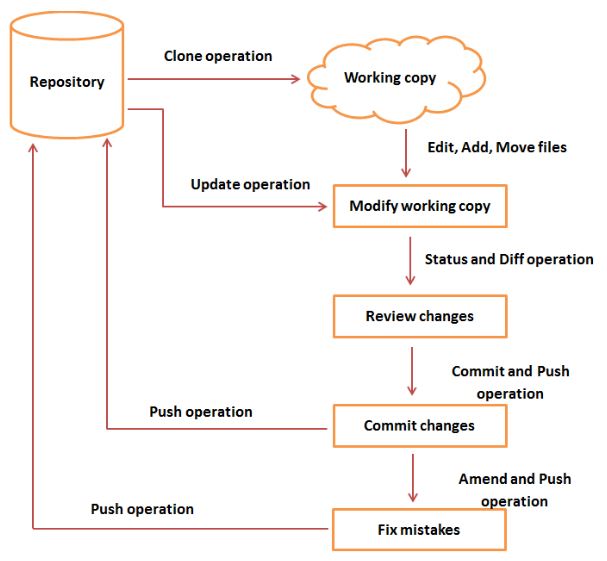 Clone operation
Repository
Working copy
Edit, Add, Move files
Update operation
Modify working copy
Status and Diff operation
Review changes
Commit and Push
operation
Push operation
Commit changes
Amend and Push
operation
Push operation
Fix mistakes